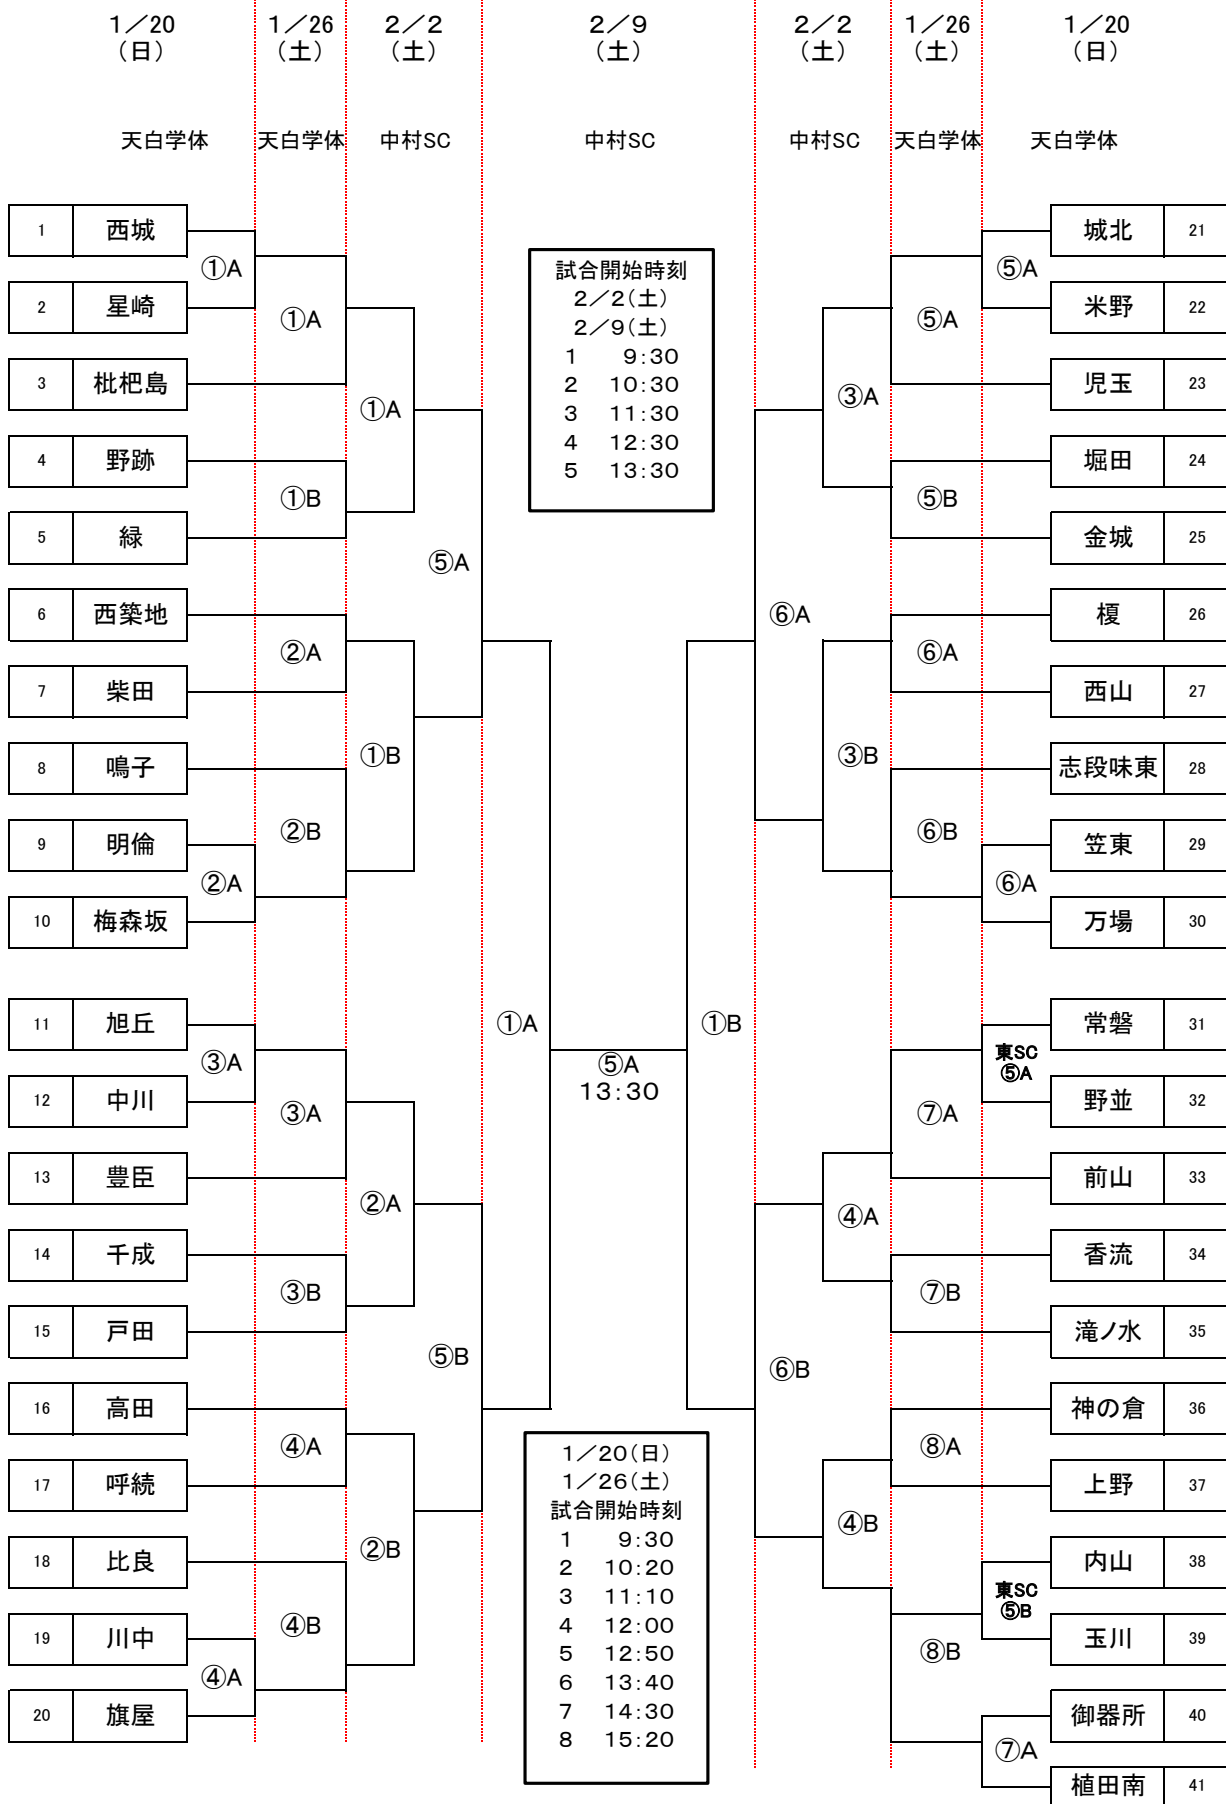 1／20 1／26 2／2 2／9 2／2 1／26 1／20
（日） （土） （土） （土） （土） （土） （日）
天白学体 天白学体 中村SC 中村SC 中村SC 天白学体 天白学体
1 西城
①A
2 星崎
①A
3 枇杷島
①A
4 野跡
①B
5 緑
⑤A
6 西築地
②A
7 柴田
①B
8 鳴子
②B
9 明倫
②A
10 梅森坂
①A
11 旭丘
③A
12 中川
③A
13 豊臣
②A
14 千成
③B
15 戸田
⑤B
16 高田
④A
17 呼続
②B
18 比良
④B
19 川中
④A
20 旗屋
試合開始時刻
2／2(土)
2／9(土)
1 9:30
2 10:30
3 11:30
4 12:30
5 13:30
⑤A
13:30
1／20(日)
1／26(土)
試合開始時刻
1 9:30
2 10:20
3 11:10
4 12:00
5 12:50
6 13:40
7 14:30
8 15:20
城北 21
⑤A
米野 22
⑤A
児玉 23
③A
堀田 24
⑤B
金城 25
⑥A
榎 26
⑥A
西山 27
③B
志段味東 28
⑥B
笠東 29
⑥A
万場 30
①B
常磐 31
東SC
⑤A
野並 32
⑦A
前山 33
④A
香流 34
⑦B
滝ノ水 35
⑥B
神の倉 36
⑧A
上野 37
④B
内山 38
東SC
⑤B
玉川 39
⑧B
御器所 40
⑦A
植田南 41